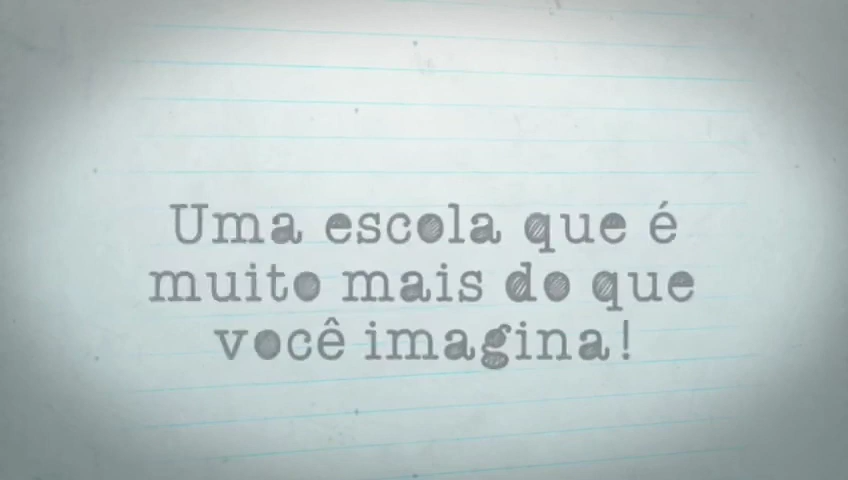 Uma escola que é
muito mais do que
você imagina!